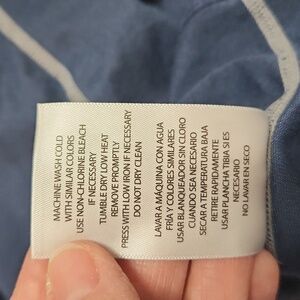 MACHINE WASH COLD
WITH SIMILAR COLORS
USE NON-CHLORINE BLEACH
IF NECESSARY
TUMBLE DRY LOW HEAT
REMOVE PROMPTLY
PRESS WITH LOW IRON IF NECESSARY
DO NOT DRY CLEAN
LAVAR A MAQUINA CON AGUA
FRÍA Y COLORES SIMILARES
USAR BLANQUEADOR SIN CLORO
CUANDO SEA NECESARIO
SECAR A TEMPERATURA BAJA
RETIRE RAPIDAMENTE
USAR PLANCHA TIBIA SI ES
NECESARIO
NO LAVAR EN SECO